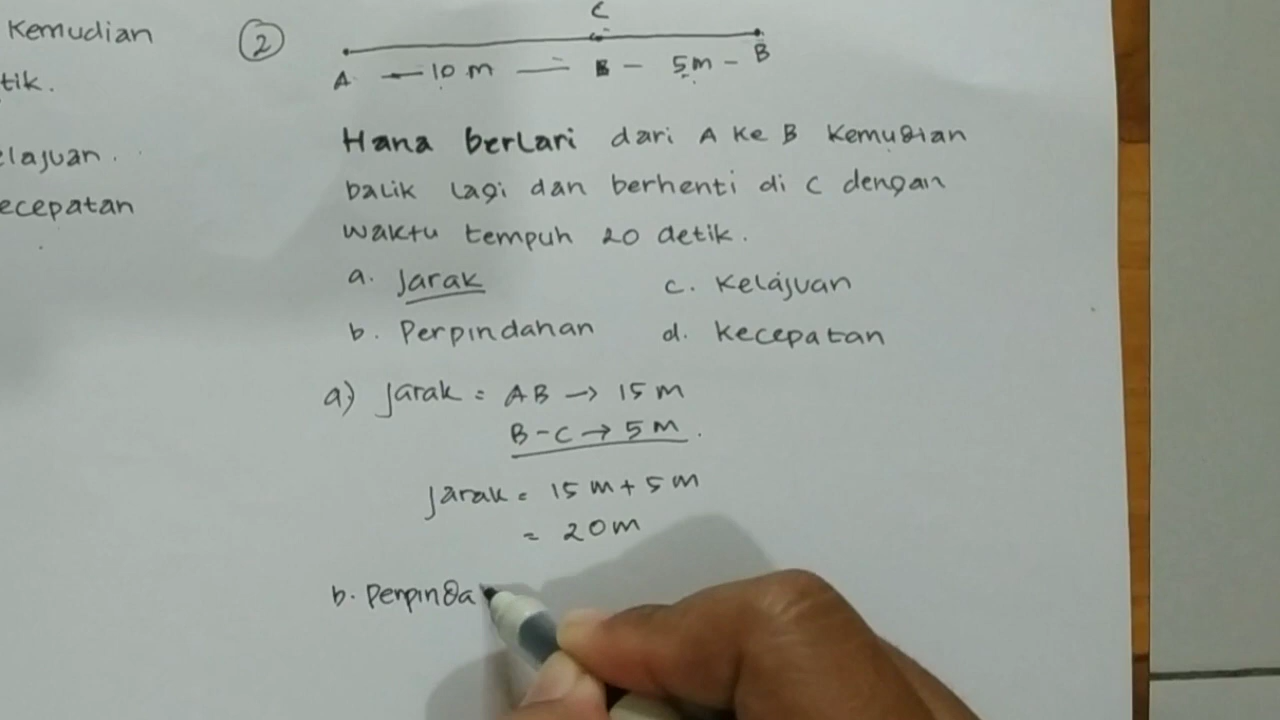 Kemudian
tik.
elajuan.
ecepatan
2
C
A — 10 m — B — 5m — B
Hana berlari dari A ke B kemudian
balik lagi dan berhenti di C dengan
waktu tempuh 20 detik.
a. Jarak c. Kelajuan
b. Perpindahan d. Kecepatan
a) Jarak = AB → 15 m
B-C → 5 m.
Jarak = 15 m + 5 m
= 20 m
b. Perpinda